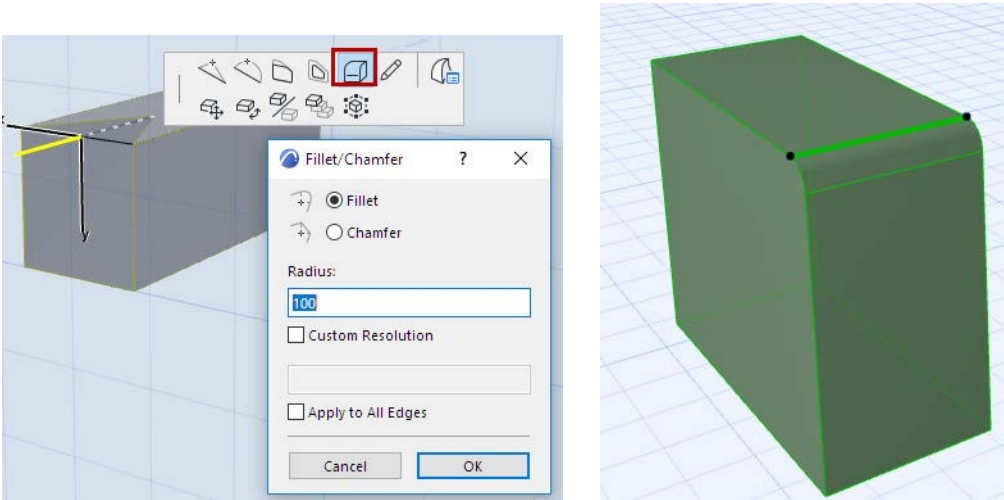 Fillet/Chamfer ? ×
Fillet
Chamfer
Radius:
100
Custom Resolution
Apply to All Edges
Cancel OK
y